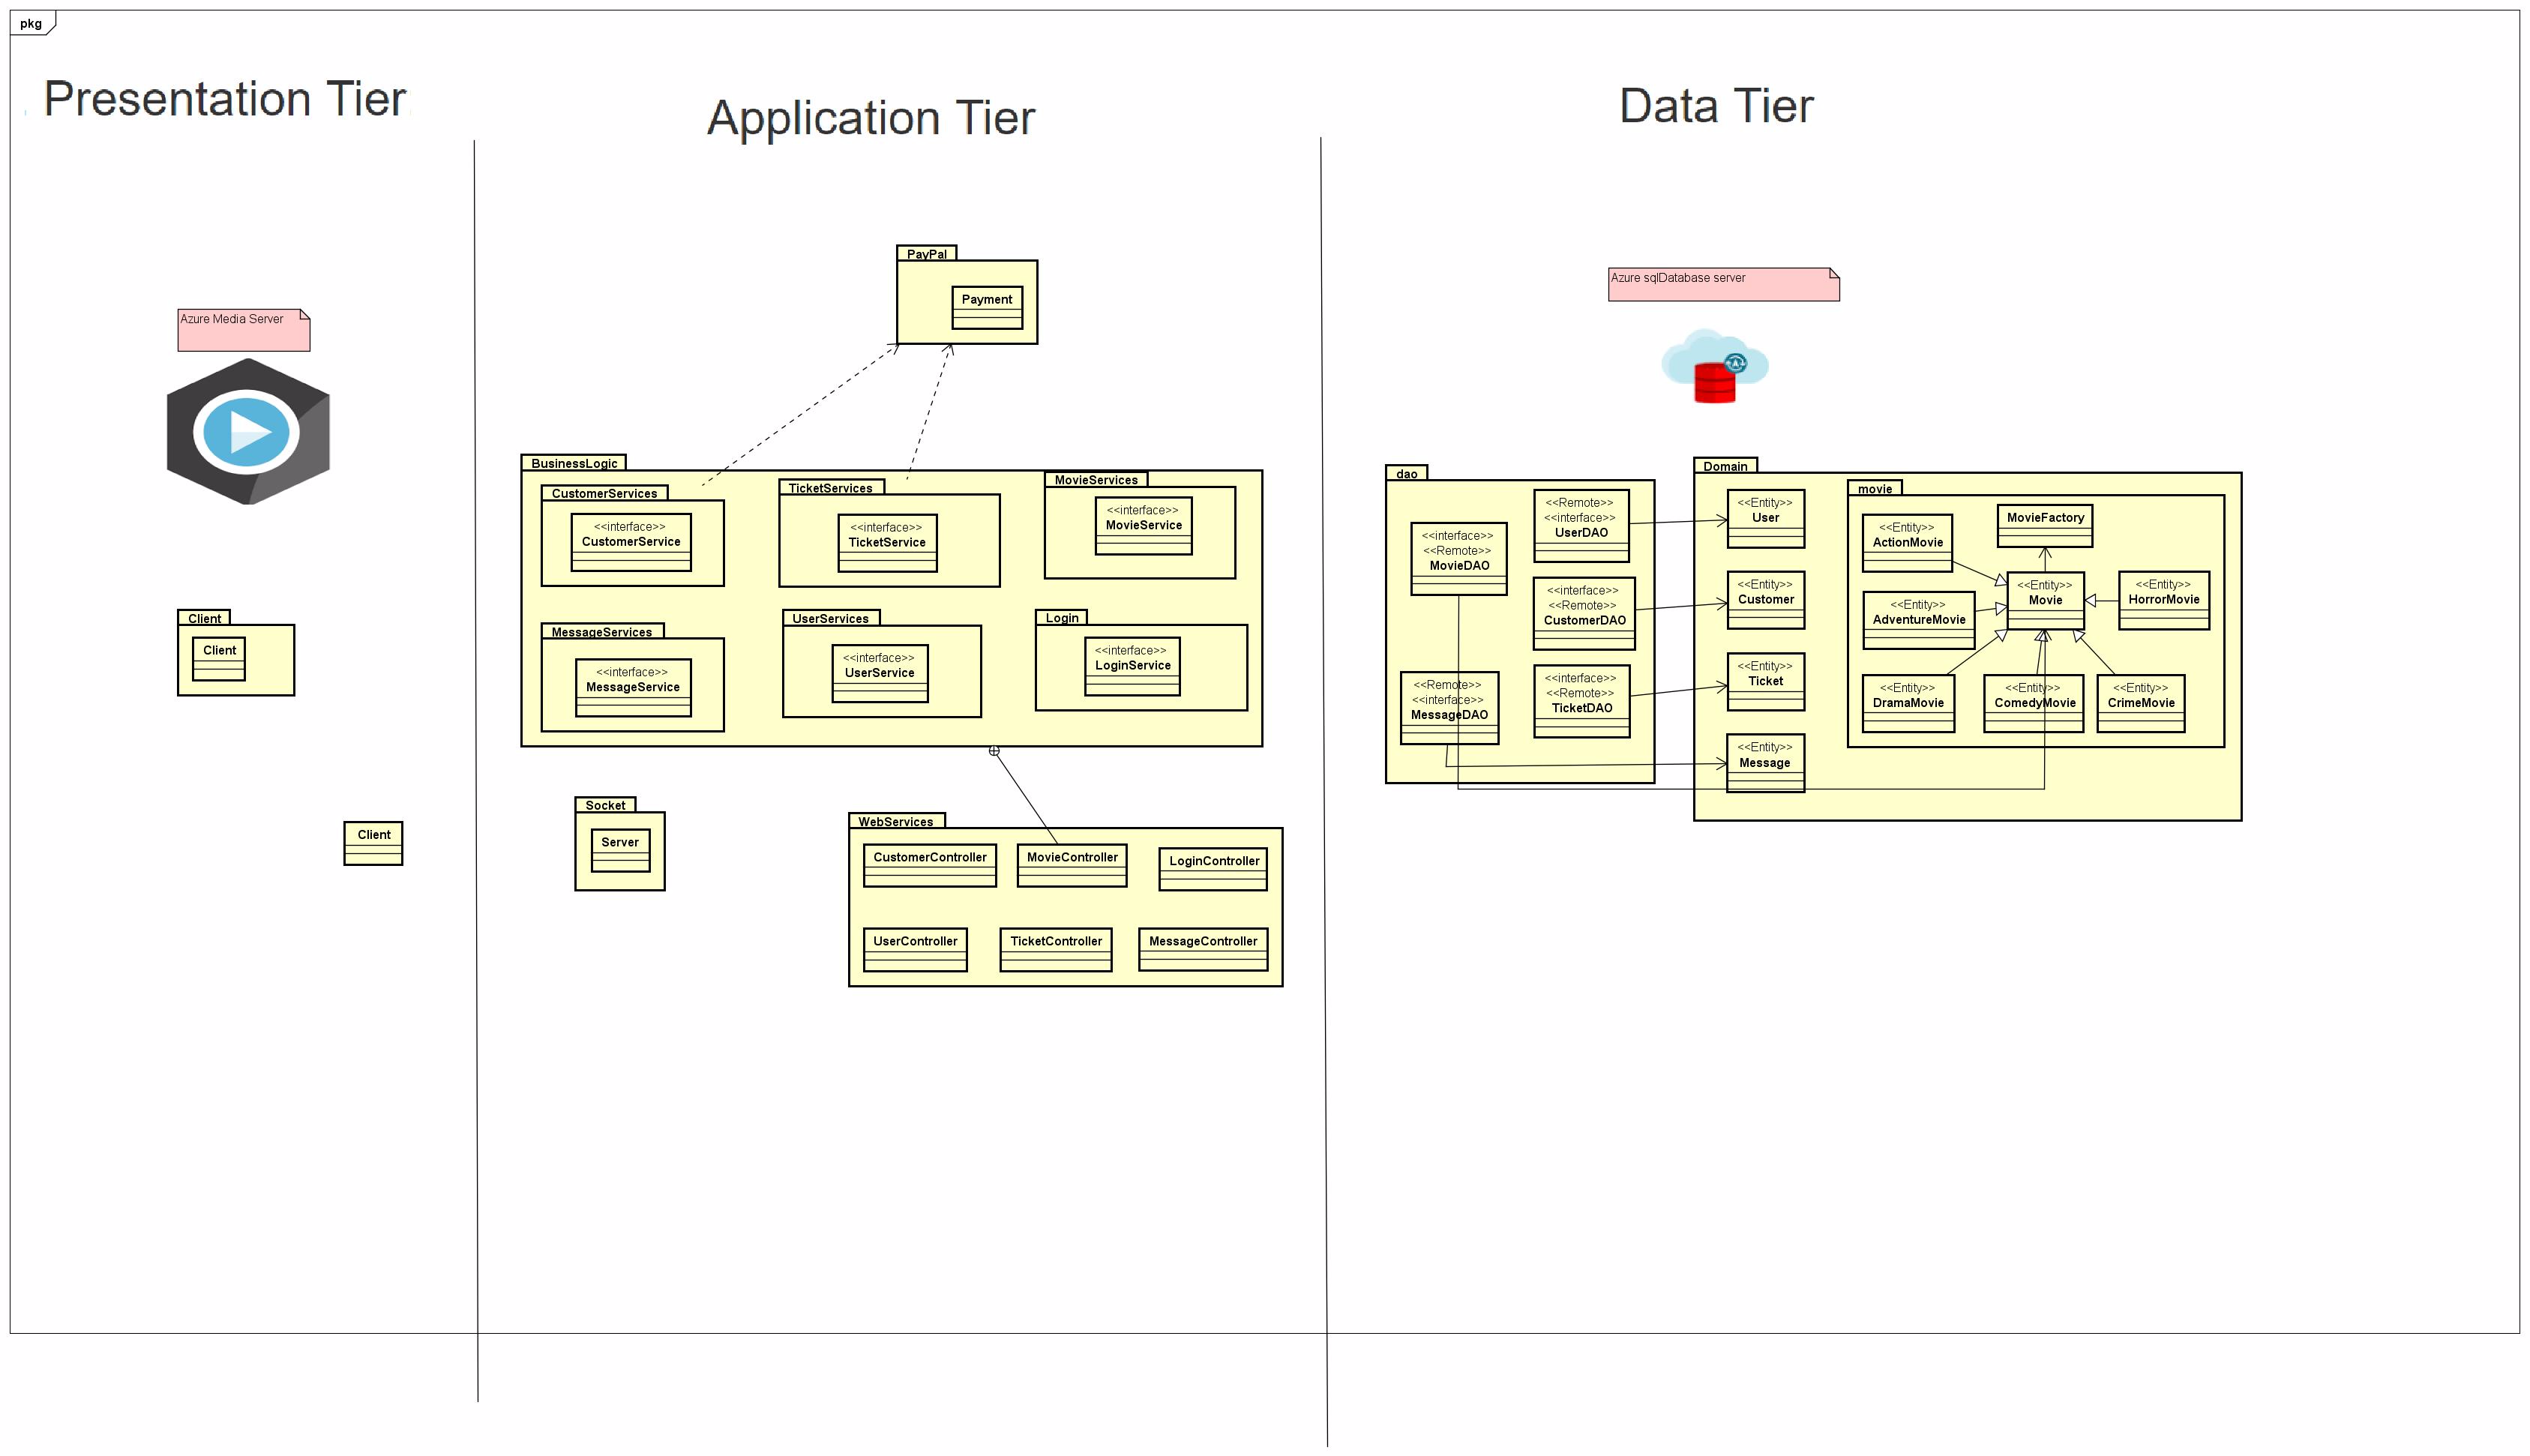 pkg
Presentation Tier
Application Tier
Data Tier
Azure Media Server
Client
Client
Client
PayPal
Payment
BusinessLogic
CustomerServices
<<interface>>
CustomerService
TicketServices
<<interface>>
TicketService
MovieServices
<<interface>>
MovieService
MessageServices
<<interface>>
MessageService
UserServices
<<interface>>
UserService
Login
<<interface>>
LoginService
Socket
Server
WebServices
CustomerController
MovieController
LoginController
UserController
TicketController
MessageController
Azure sqlDatabase server
dao
<<interface>>
<<Remote>>
MovieDAO
<<Remote>>
<<interface>>
UserDAO
<<interface>>
<<Remote>>
CustomerDAO
<<Remote>>
<<interface>>
MessageDAO
<<interface>>
<<Remote>>
TicketDAO
Domain
<<Entity>>
User
<<Entity>>
Customer
<<Entity>>
Ticket
<<Entity>>
Message
movie
<<Entity>>
ActionMovie
MovieFactory
<<Entity>>
AdventureMovie
<<Entity>>
Movie
<<Entity>>
HorrorMovie
<<Entity>>
DramaMovie
<<Entity>>
ComedyMovie
<<Entity>>
CrimeMovie